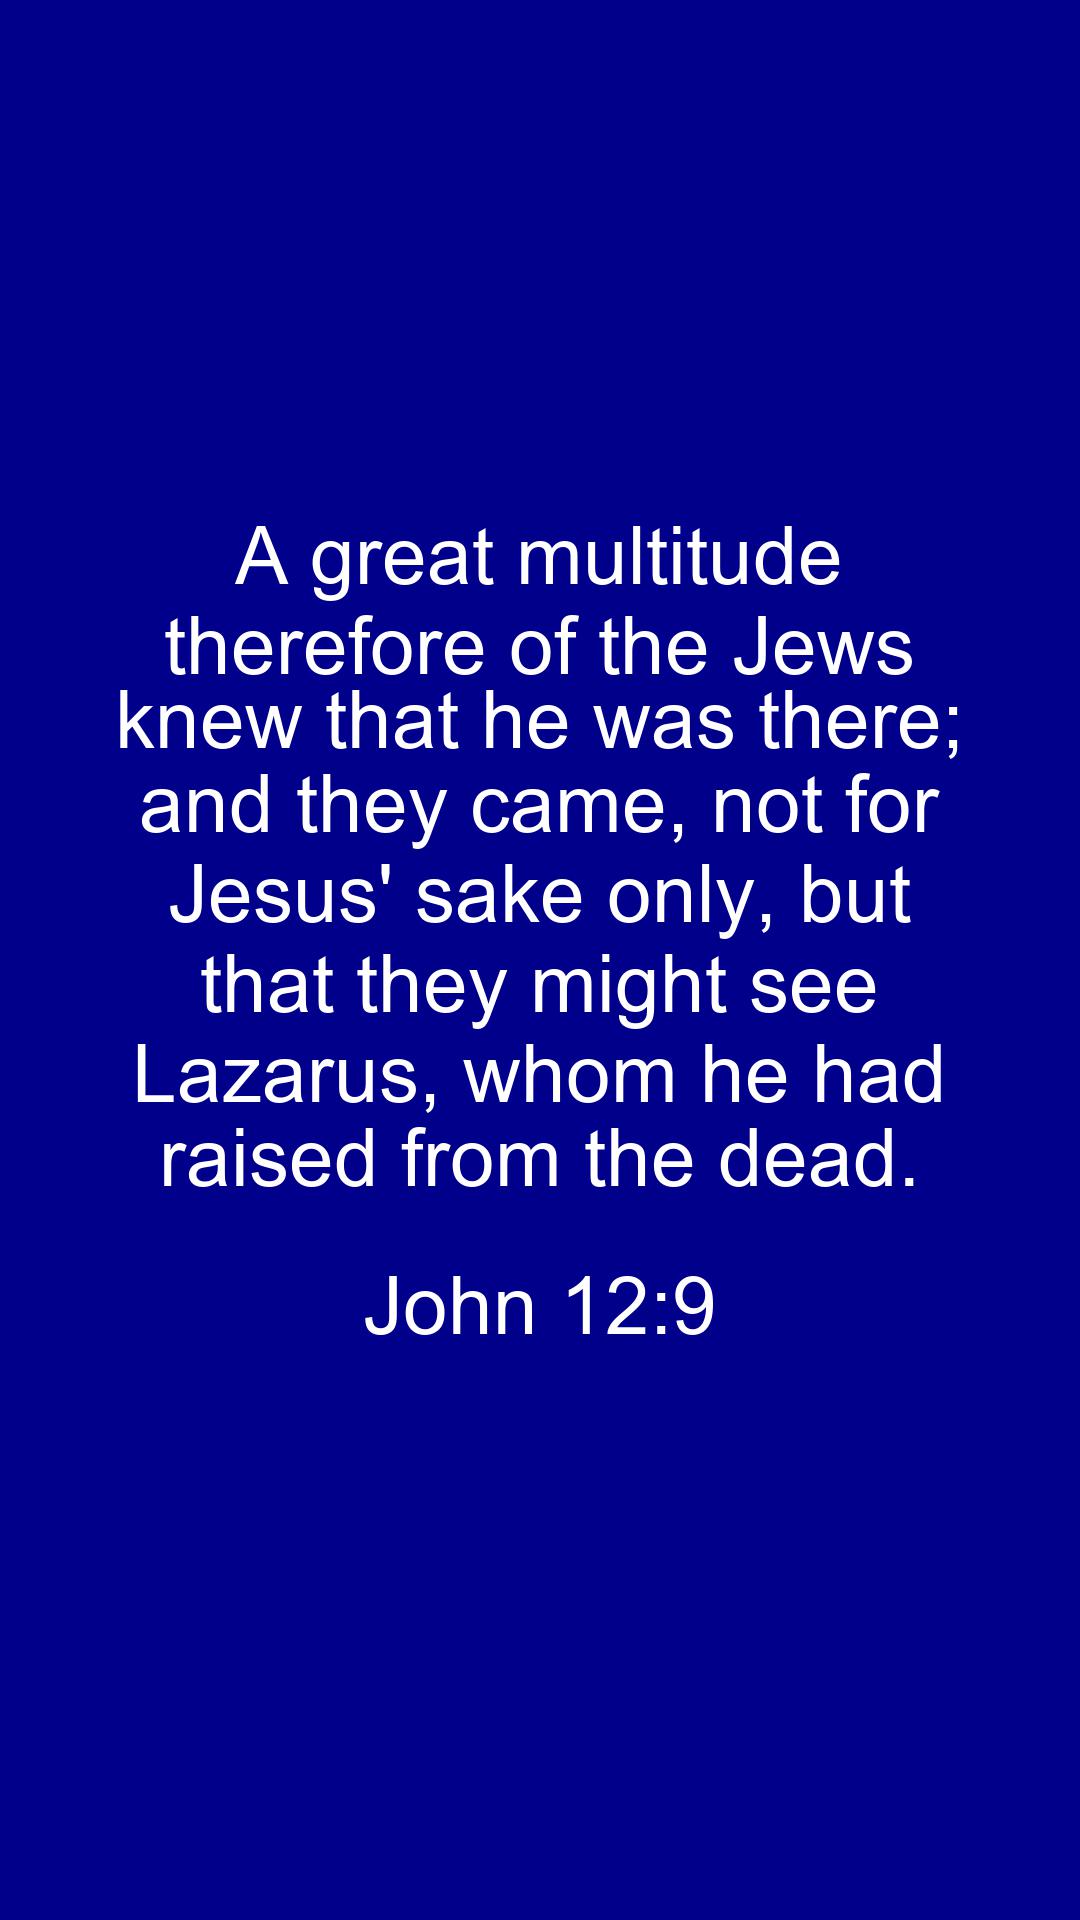 A great multitude
therefore of the Jews
knew that he was there;
and they came, not for
Jesus' sake only, but
that they might see
Lazarus, whom he had
raised from the dead.
John 12:9